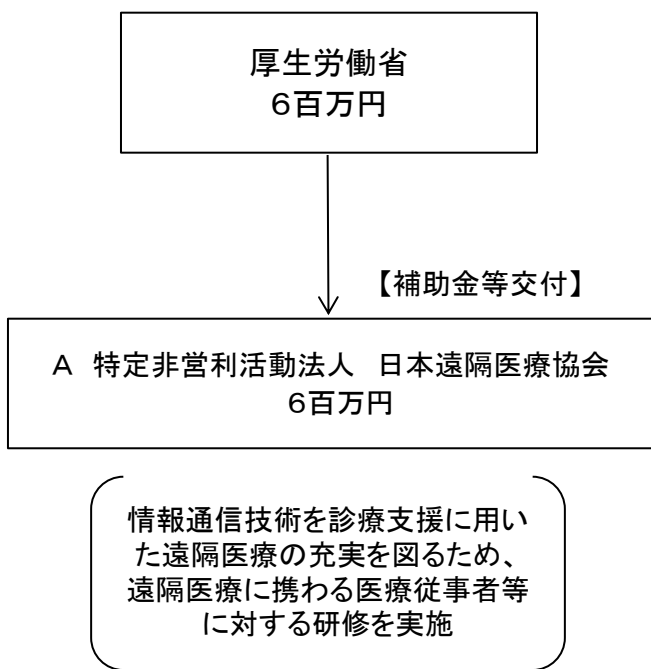 厚生労働省
６百万円
【補助金等交付】
A　特定非営利活動法人　日本遠隔医療協会
６百万円
情報通信技術を診療支援に用い
た遠隔医療の充実を図るため、
遠隔医療に携わる医療従事者等
に対する研修を実施